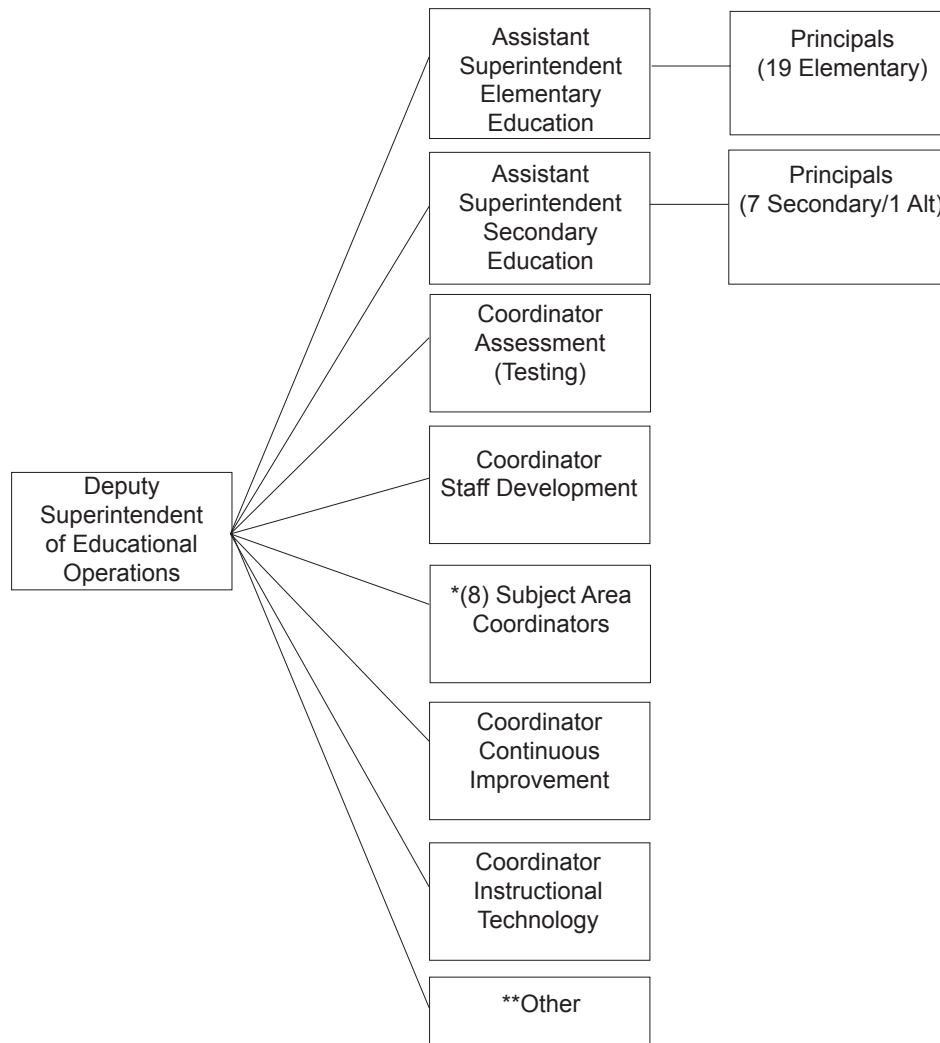 Assistant
Superintendent
Elementary
Education
Principals
(19 Elementary)
Assistant
Superintendent
Secondary
Education
Principals
(7 Secondary/1 Alt)
Coordinator
Assessment
(Testing)
Coordinator
Staff Development
Deputy
Superintendent
of Educational
Operations
*(8) Subject Area
Coordinators
Coordinator
Continuous
Improvement
Coordinator
Instructional
Technology
**Other